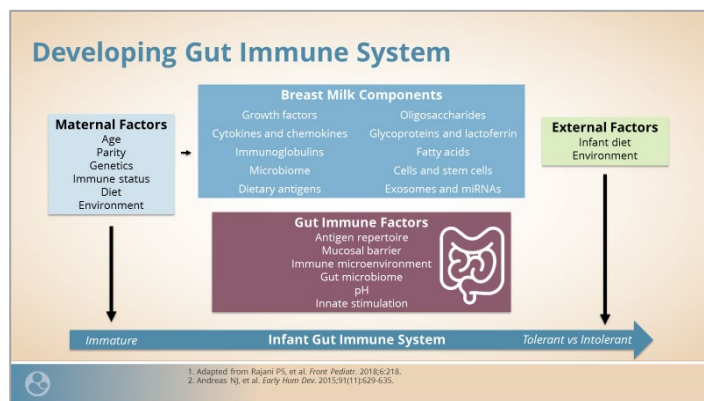 Developing Gut Immune System
Maternal Factors
Age
Parity
Genetics
Immune status
Diet
Environment
Breast Milk Components
Growth factors
Cytokines and chemokines
Immunoglobulins
Microbiome
Dietary antigens
Oligosaccharides
Glycoproteins and lactoferrin
Fatty acids
Cells and stem cells
Exosomes and miRNAs
External Factors
Infant diet
Environment
Gut Immune Factors
Antigen repertoire
Mucosal barrier
Immune microenvironment
Gut microbiome
pH
Innate stimulation
Immature
Infant Gut Immune System
Tolerant vs Intolerant
1. Adapted from Rajani PS, et al. Front Pediatr. 2018;6:218.
2. Andreas NJ, et al. Early Hum Dev. 2015;91(11):629-635.